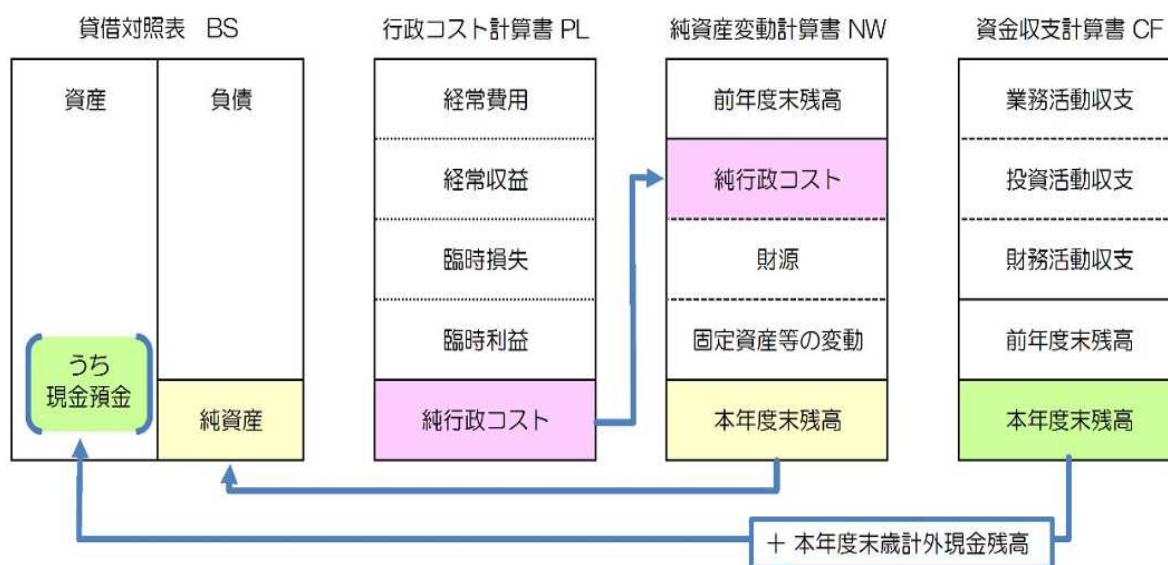 貸借対照表 BS
資産
負債
うち
現金預金
純資産
行政コスト計算書 PL
経常費用
経常収益
臨時損失
臨時利益
純行政コスト
純資産変動計算書 NW
前年度末残高
純行政コスト
財源
固定資産等の変動
本年度末残高
資金収支計算書 CF
業務活動収支
投資活動収支
財務活動収支
前年度末残高
本年度末残高
＋ 本年度末歳計外現金残高